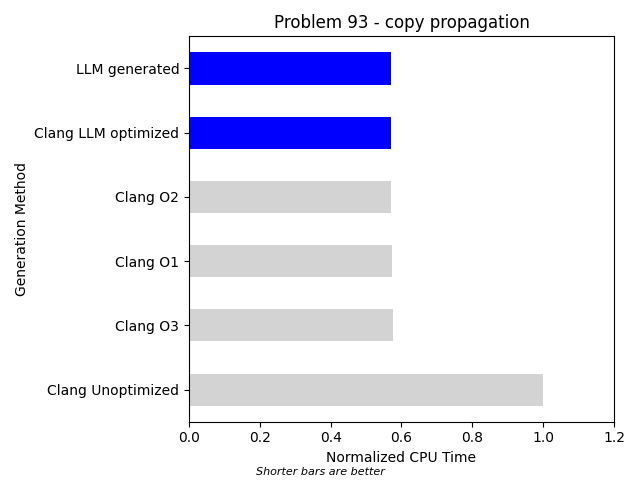 Problem 93 - copy propagation
Generation Method
LLM generated
Clang LLM optimized
Clang O2
Clang O1
Clang O3
Clang Unoptimized
0.0 0.2 0.4 0.6 0.8 1.0 1.2
Normalized CPU Time
Shorter bars are better